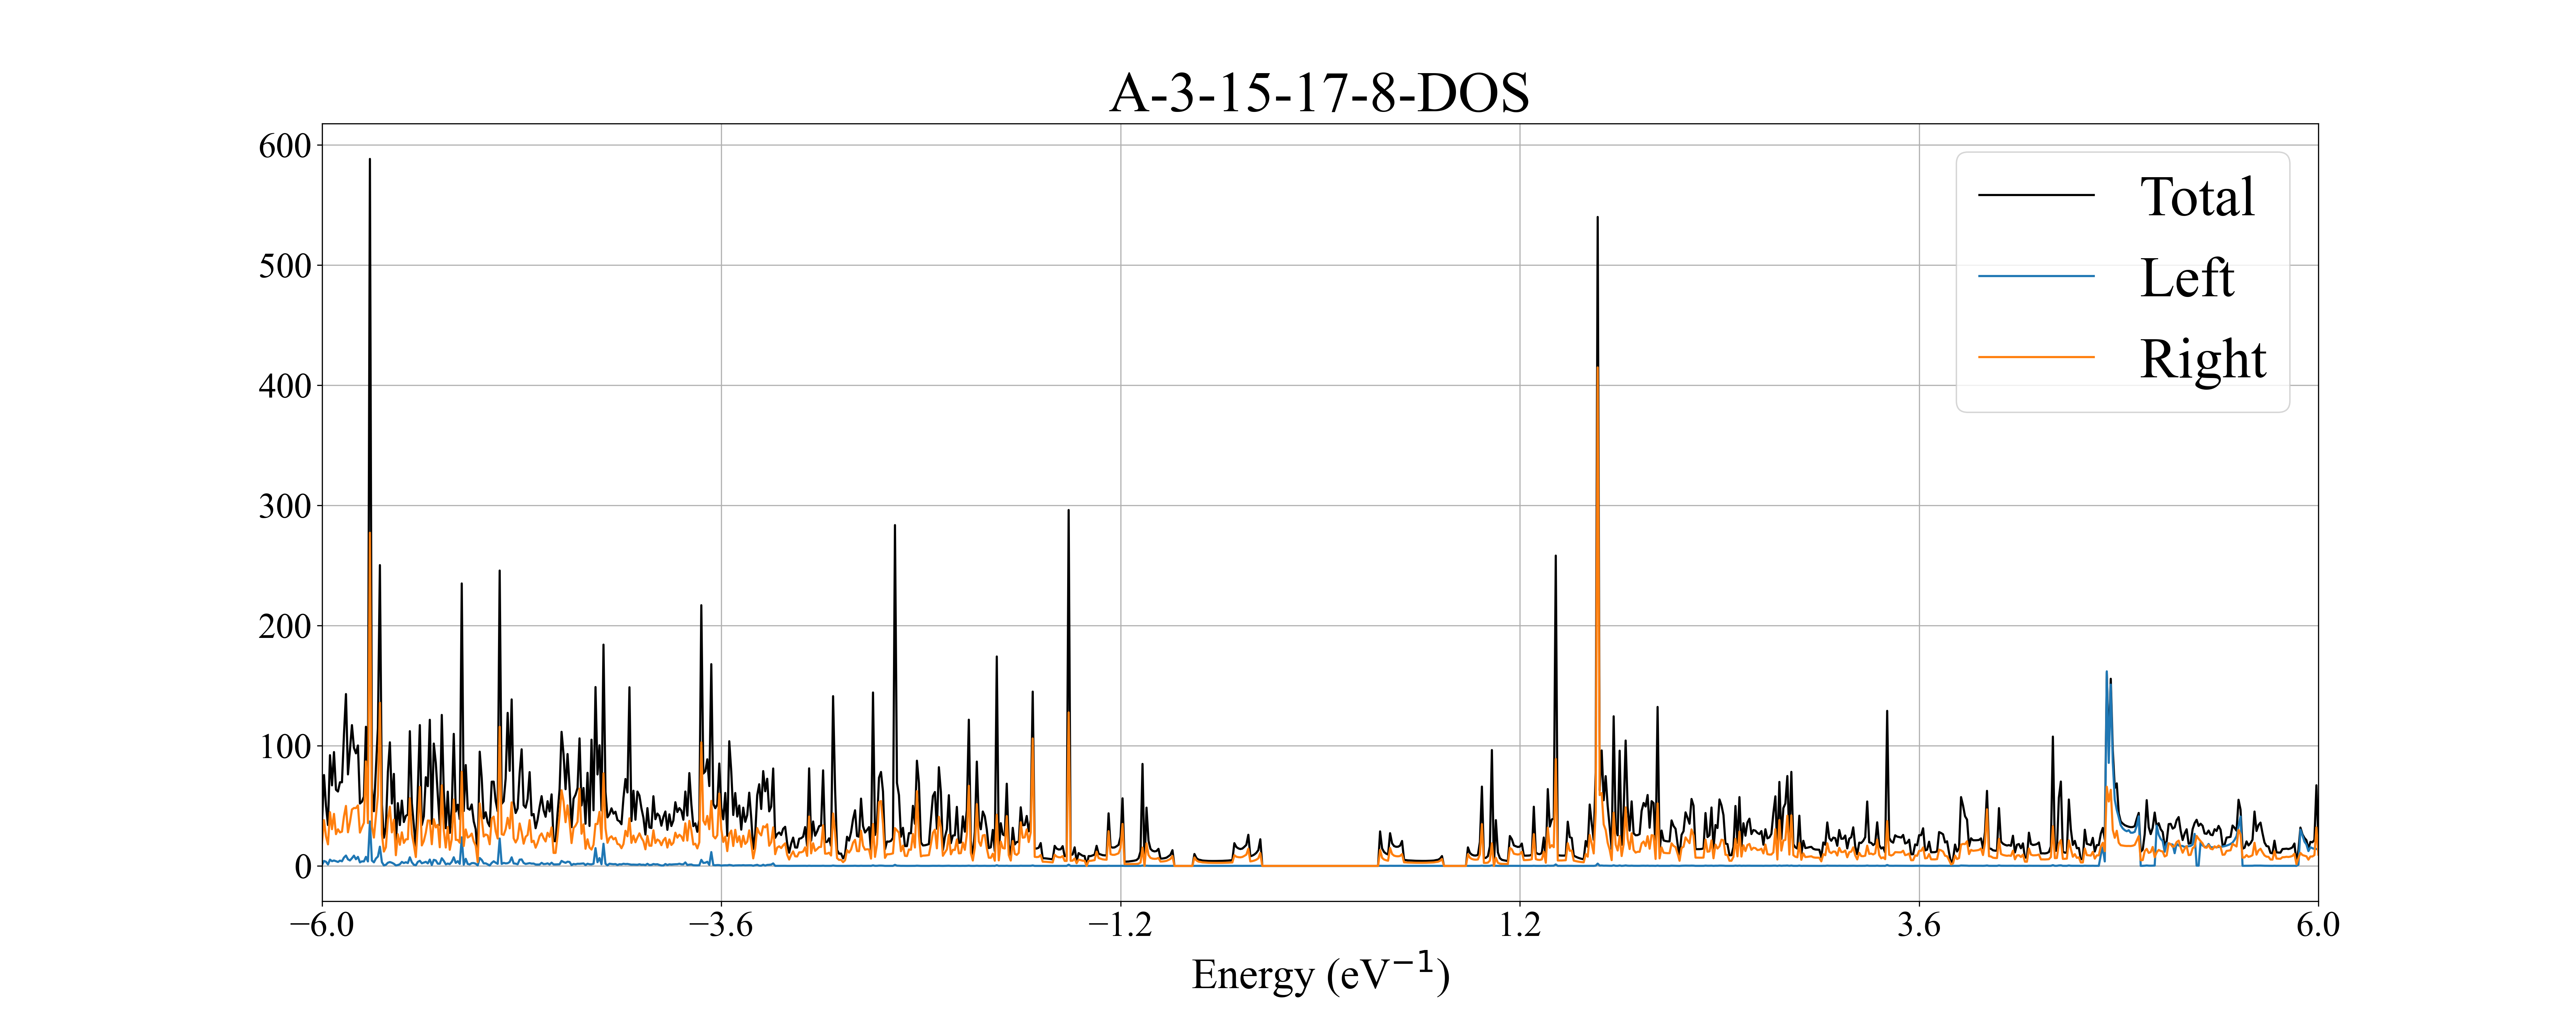 A-3-15-17-8-DOS
600
500
400
300
200
100
0
Total
Left
Right
−6.0 −3.6 −1.2 1.2 3.6 6.0
Energy (eV⁻¹)